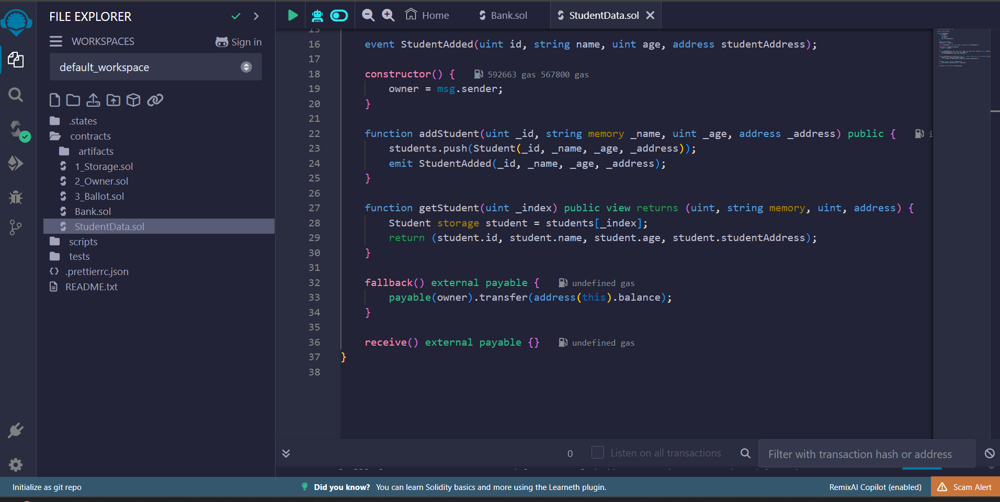 FILE EXPLORER
WORKSPACES
Sign in
default_workspace
.states
contracts
artifacts
1_Storage.sol
2_Owner.sol
3_Ballot.sol
Bank.sol
StudentData.sol
scripts
tests
.prettierrc.json
README.txt
Home
Bank.sol
StudentData.sol
15
16 event StudentAdded(uint id, string name, uint age, address studentAddress);
17
18 constructor() { 592663 gas 567800 gas
19 owner = msg.sender;
20 }
21
22 function addStudent(uint _id, string memory _name, uint _age, address _address) public { i
23 students.push(Student(_id, _name, _age, _address));
24 emit StudentAdded(_id, _name, _age, _address);
25 }
26
27 function getStudent(uint _index) public view returns (uint, string memory, uint, address) {
28 Student storage student = students[_index];
29 return (student.id, student.name, student.age, student.studentAddress);
30 }
31
32 fallback() external payable { undefined gas
33 payable(owner).transfer(address(this).balance);
34 }
35
36 receive() external payable {} undefined gas
37 }
38
0
Listen on all transactions
Filter with transaction hash or address
Initialize as git repo
Did you know? You can learn Solidity basics and more using the Learneth plugin.
RemixAI Copilot (enabled)
Scam Alert